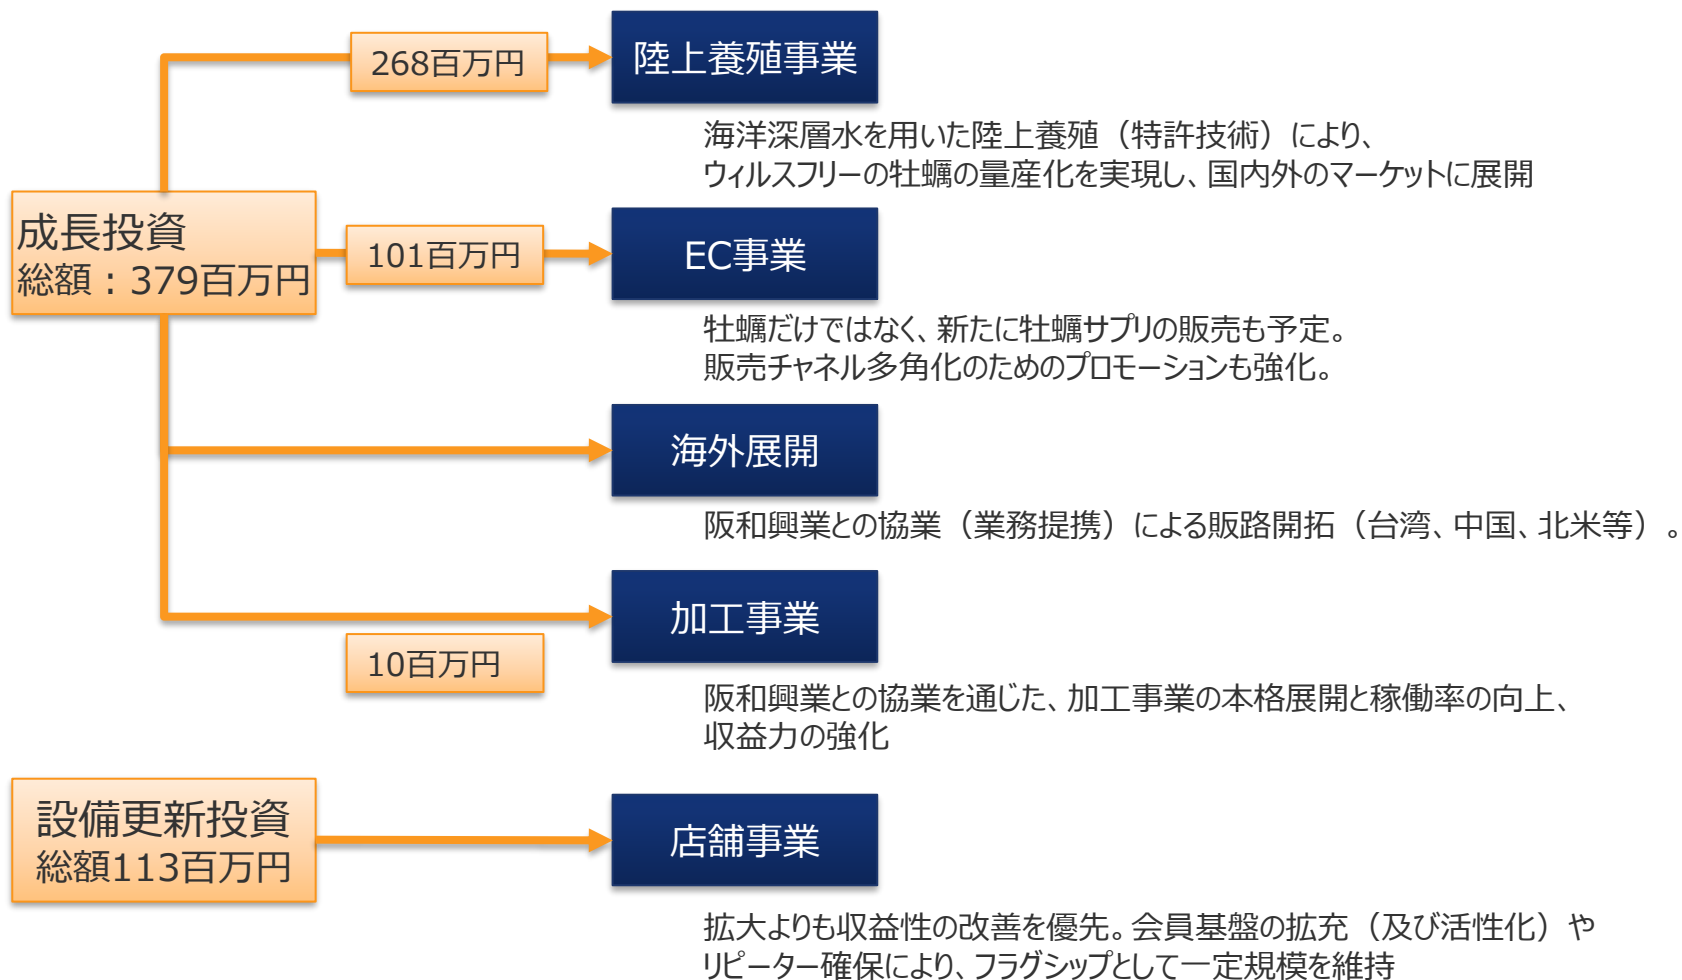 268百万円
陸上養殖事業
海洋深層水を用いた陸上養殖（特許技術）により、
ウィルスフリーの牡蠣の量産化を実現し、国内外のマーケットに展開
成長投資
総額：379百万円
101百万円
EC事業
牡蠣だけではなく、新たに牡蠣サプリの販売も予定。
販売チャネル多角化のためのプロモーションも強化。
海外展開
阪和興業との協業（業務提携）による販路開拓（台湾、中国、北米等）。
加工事業
10百万円
阪和興業との協業を通じた、加工事業の本格展開と稼働率の向上、
収益力の強化
設備更新投資
総額113百万円
店舗事業
拡大よりも収益性の改善を優先。会員基盤の拡充（及び活性化）や
リピーター確保により、フラグシップとして一定規模を維持